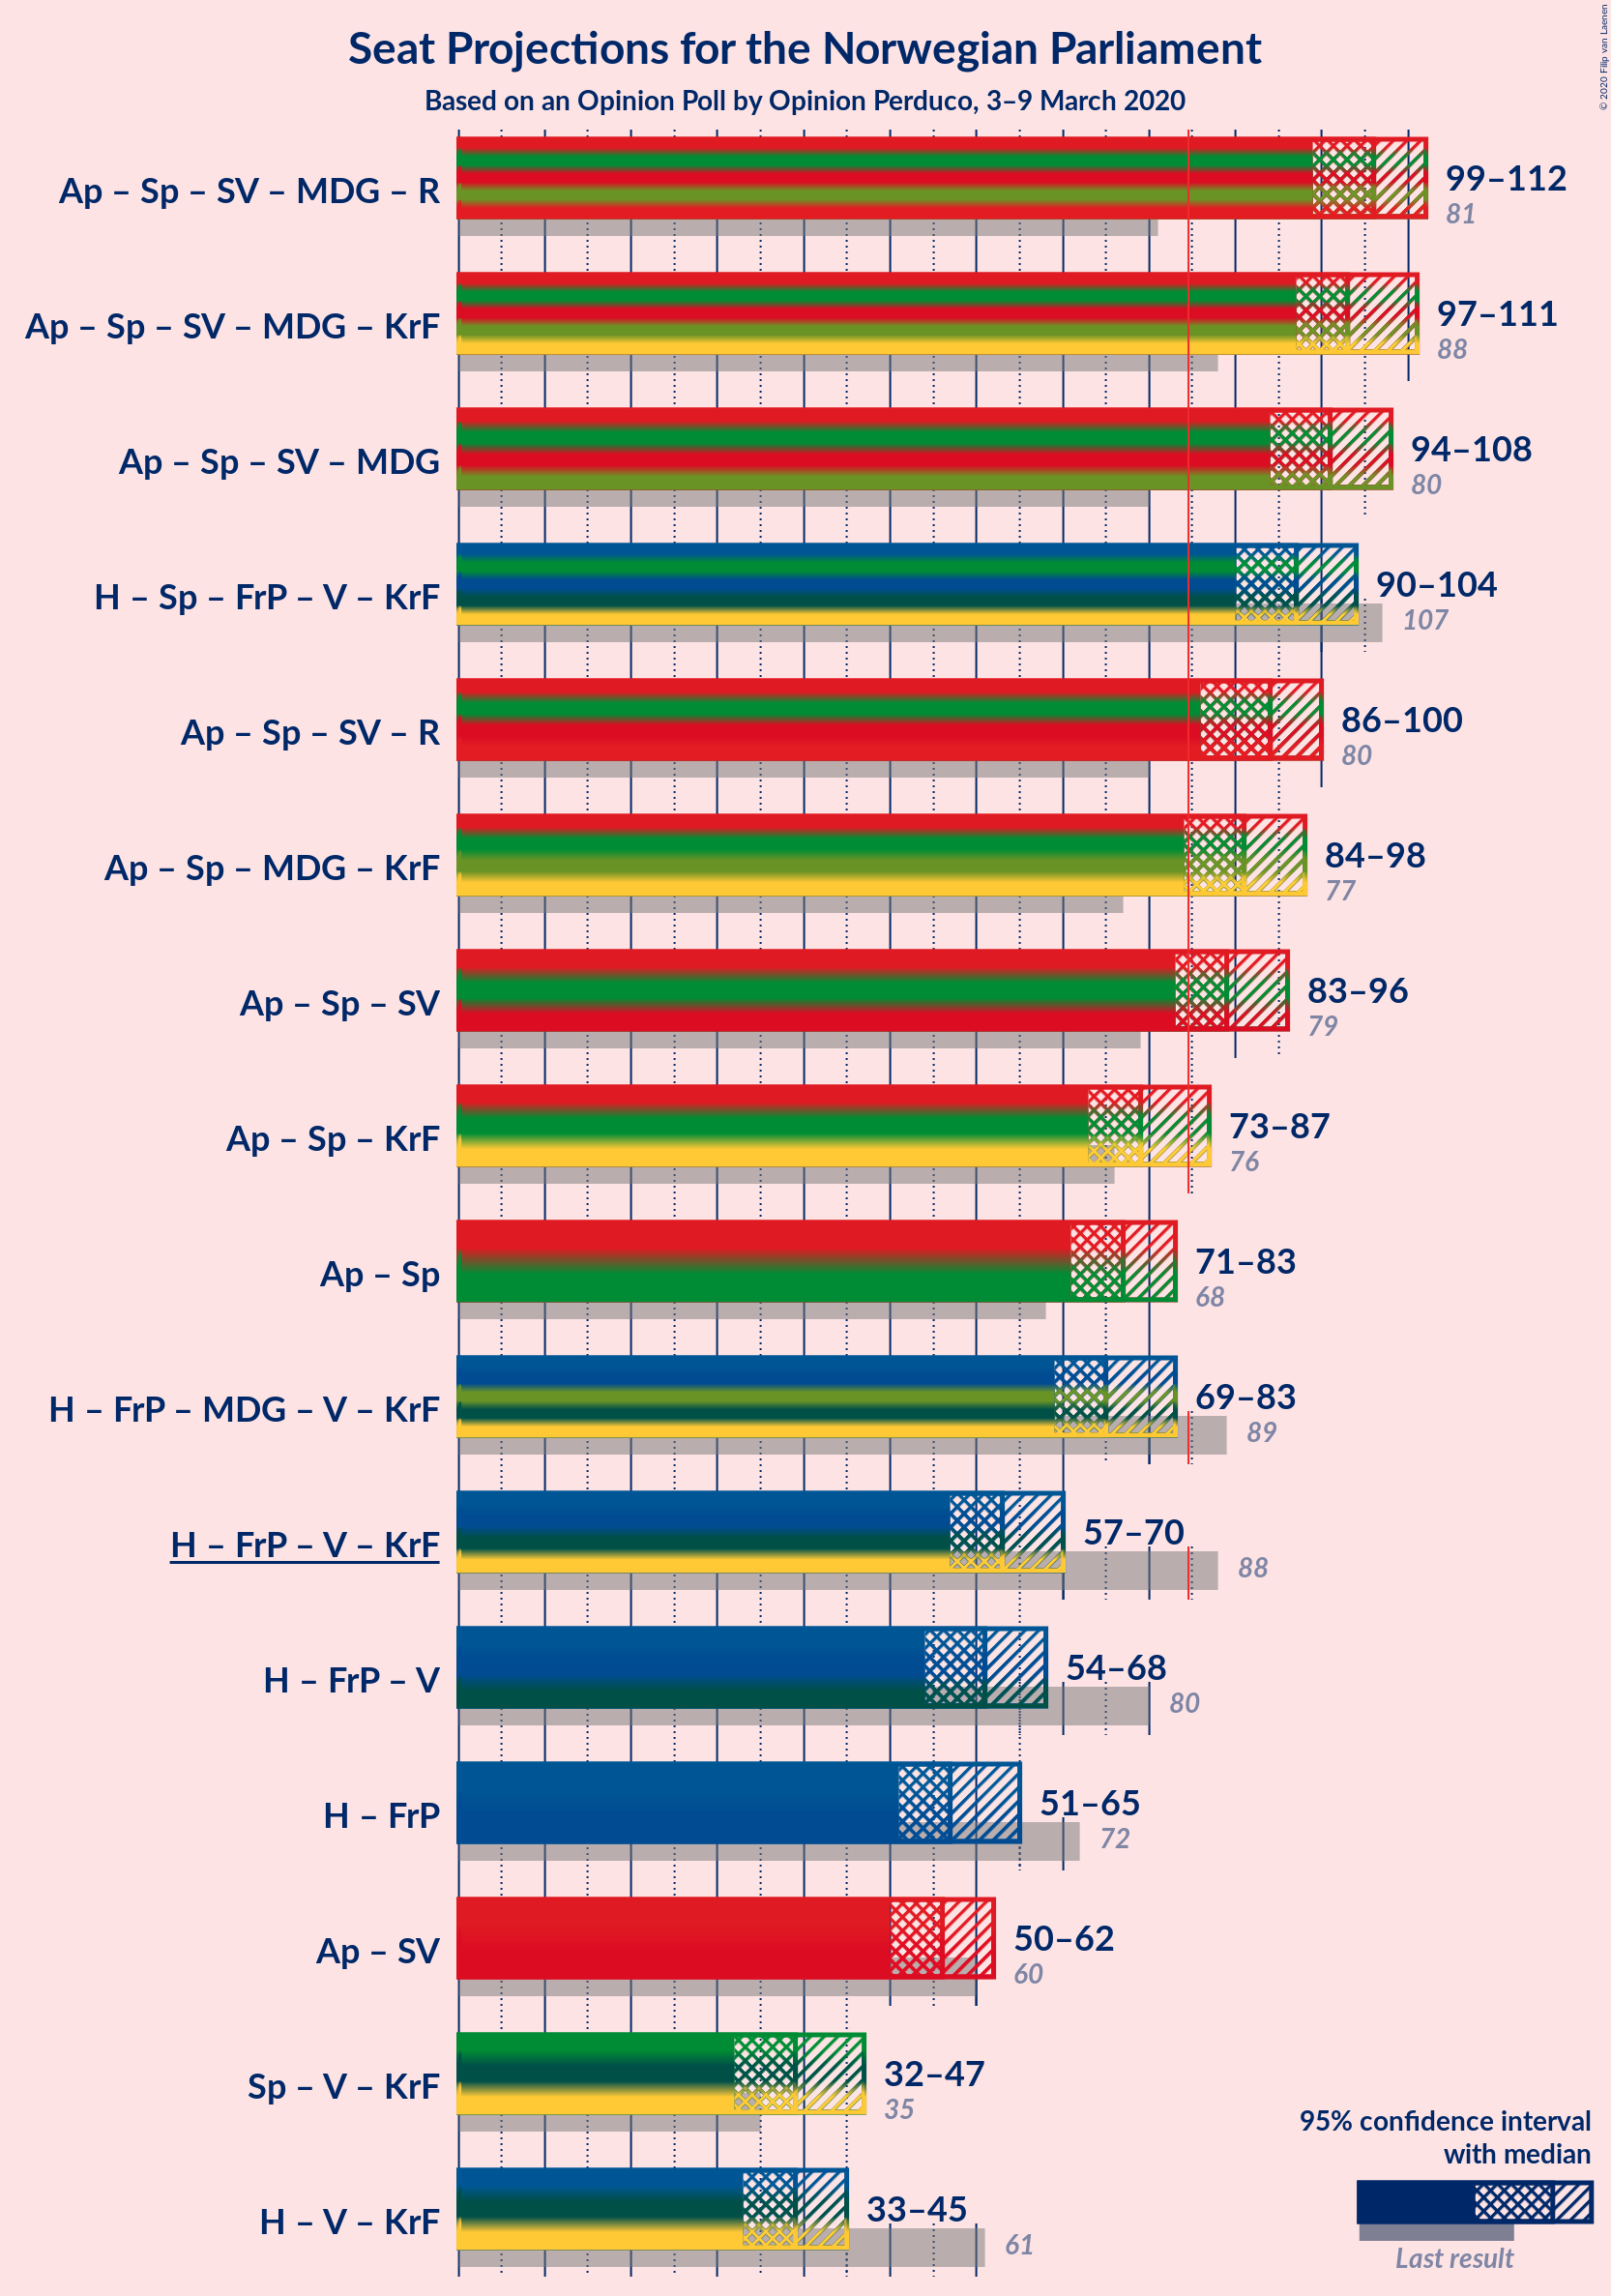 © 2020 Filip van Laenen
Seat Projections for the Norwegian Parliament
Based on an Opinion Poll by Opinion Perduco, 3–9 March 2020
Ap – Sp – SV – MDG – R
99–112
81
Ap – Sp – SV – MDG – KrF
97–111
88
Ap – Sp – SV – MDG
94–108
80
H – Sp – FrP – V – KrF
90–104
107
Ap – Sp – SV – R
86–100
80
Ap – Sp – MDG – KrF
84–98
77
Ap – Sp – SV
83–96
79
Ap – Sp – KrF
73–87
76
Ap – Sp
71–83
68
H – FrP – MDG – V – KrF
69–83
89
H – FrP – V – KrF
57–70
88
H – FrP – V
54–68
80
H – FrP
51–65
72
Ap – SV
50–62
60
Sp – V – KrF
32–47
35
H – V – KrF
33–45
61
95% confidence interval
with median
Last result